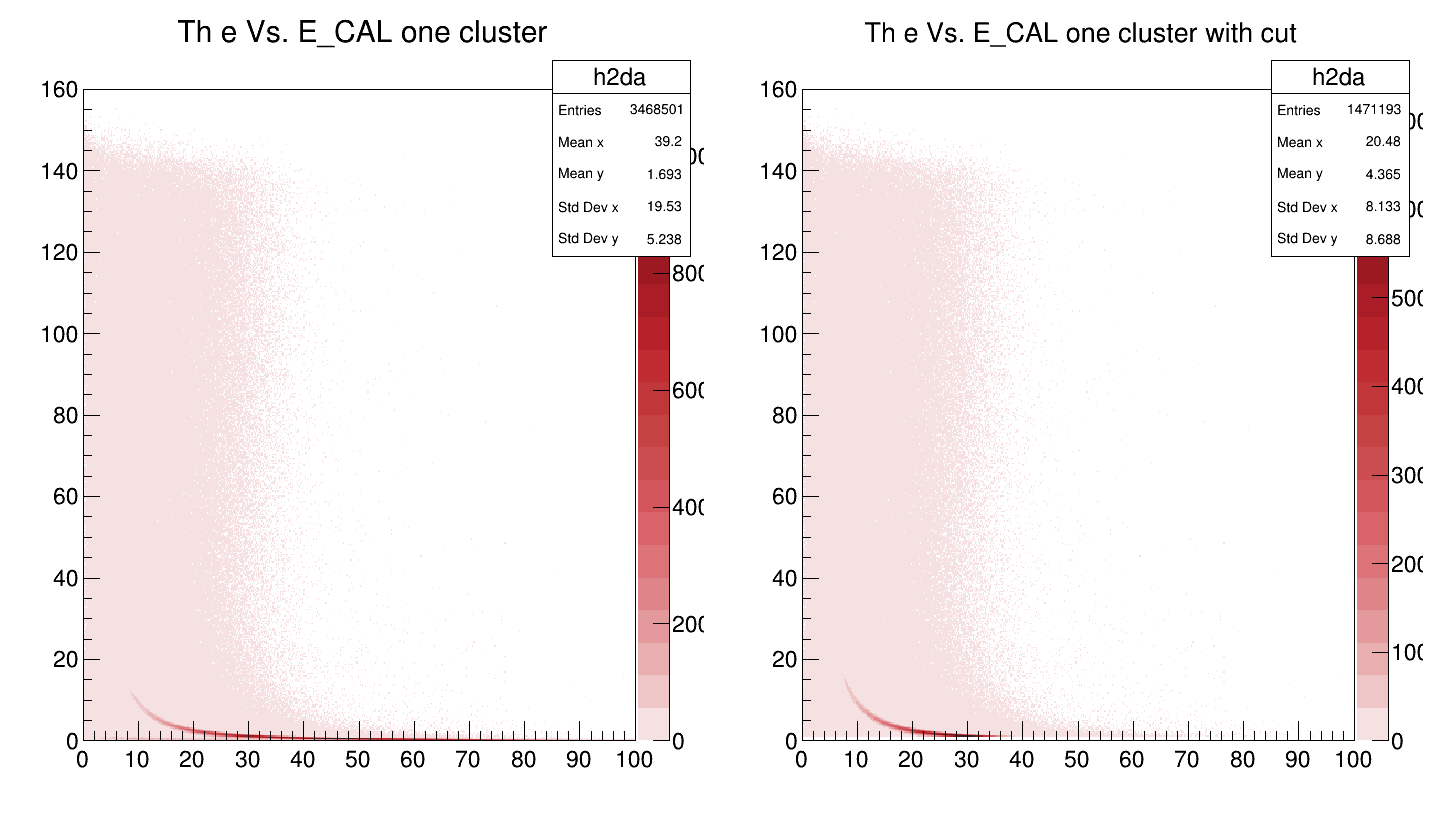 Th e Vs. E_CAL one cluster
h2da
Entries 3468501
Mean x 39.2
Mean y 1.693
Std Dev x 19.53
Std Dev y 5.238
160
140
120
100
80
60
40
20
0
0 10 20 30 40 50 60 70 80 90 100
800
600
400
200
0
Th e Vs. E_CAL one cluster with cut
h2da
Entries 1471193
Mean x 20.48
Mean y 4.365
Std Dev x 8.133
Std Dev y 8.688
160
140
120
100
80
60
40
20
0
0 10 20 30 40 50 60 70 80 90 100
500
400
300
200
100
0